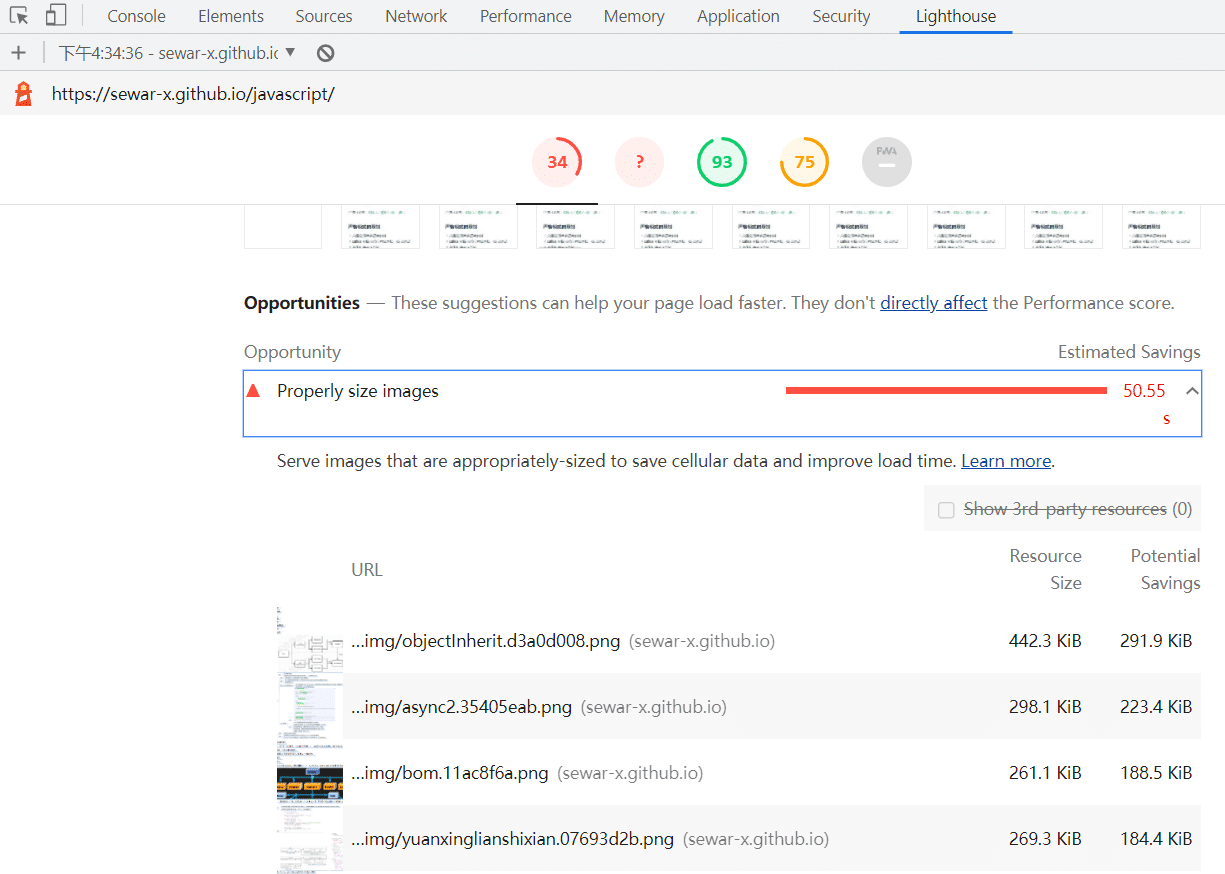 Console Elements Sources Network Performance Memory Application Security Lighthouse
下午4:34:36 - sewar-x.github.ic
https://sewar-x.github.io/javascript/
34 ? 93 75 PWA
Opportunities — These suggestions can help your page load faster. They don't directly affect the Performance score.
Opportunity Estimated Savings
Properly size images 50.55
s
Serve images that are appropriately-sized to save cellular data and improve load time. Learn more.
Show 3rd-party resources (0)
URL Resource Size Potential Savings
...img/objectInherit.d3a0d008.png (sewar-x.github.io) 442.3 KiB 291.9 KiB
...img/async2.35405eab.png (sewar-x.github.io) 298.1 KiB 223.4 KiB
...img/bom.11ac8f6a.png (sewar-x.github.io) 261.1 KiB 188.5 KiB
...img/yuanxinglianshixian.07693d2b.png (sewar-x.github.io) 269.3 KiB 184.4 KiB